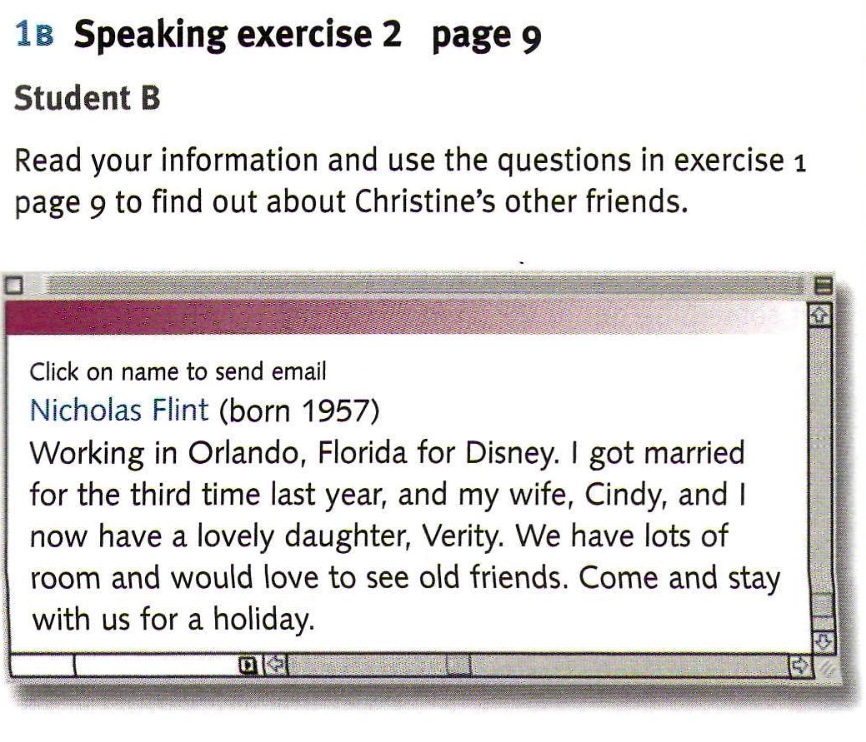 1B Speaking exercise 2 page 9
Student B
Read your information and use the questions in exercise 1
page 9 to find out about Christine's other friends.
Click on name to send email
Nicholas Flint (born 1957)
Working in Orlando, Florida for Disney. I got married
for the third time last year, and my wife, Cindy, and I
now have a lovely daughter, Verity. We have lots of
room and would love to see old friends. Come and stay
with us for a holiday.